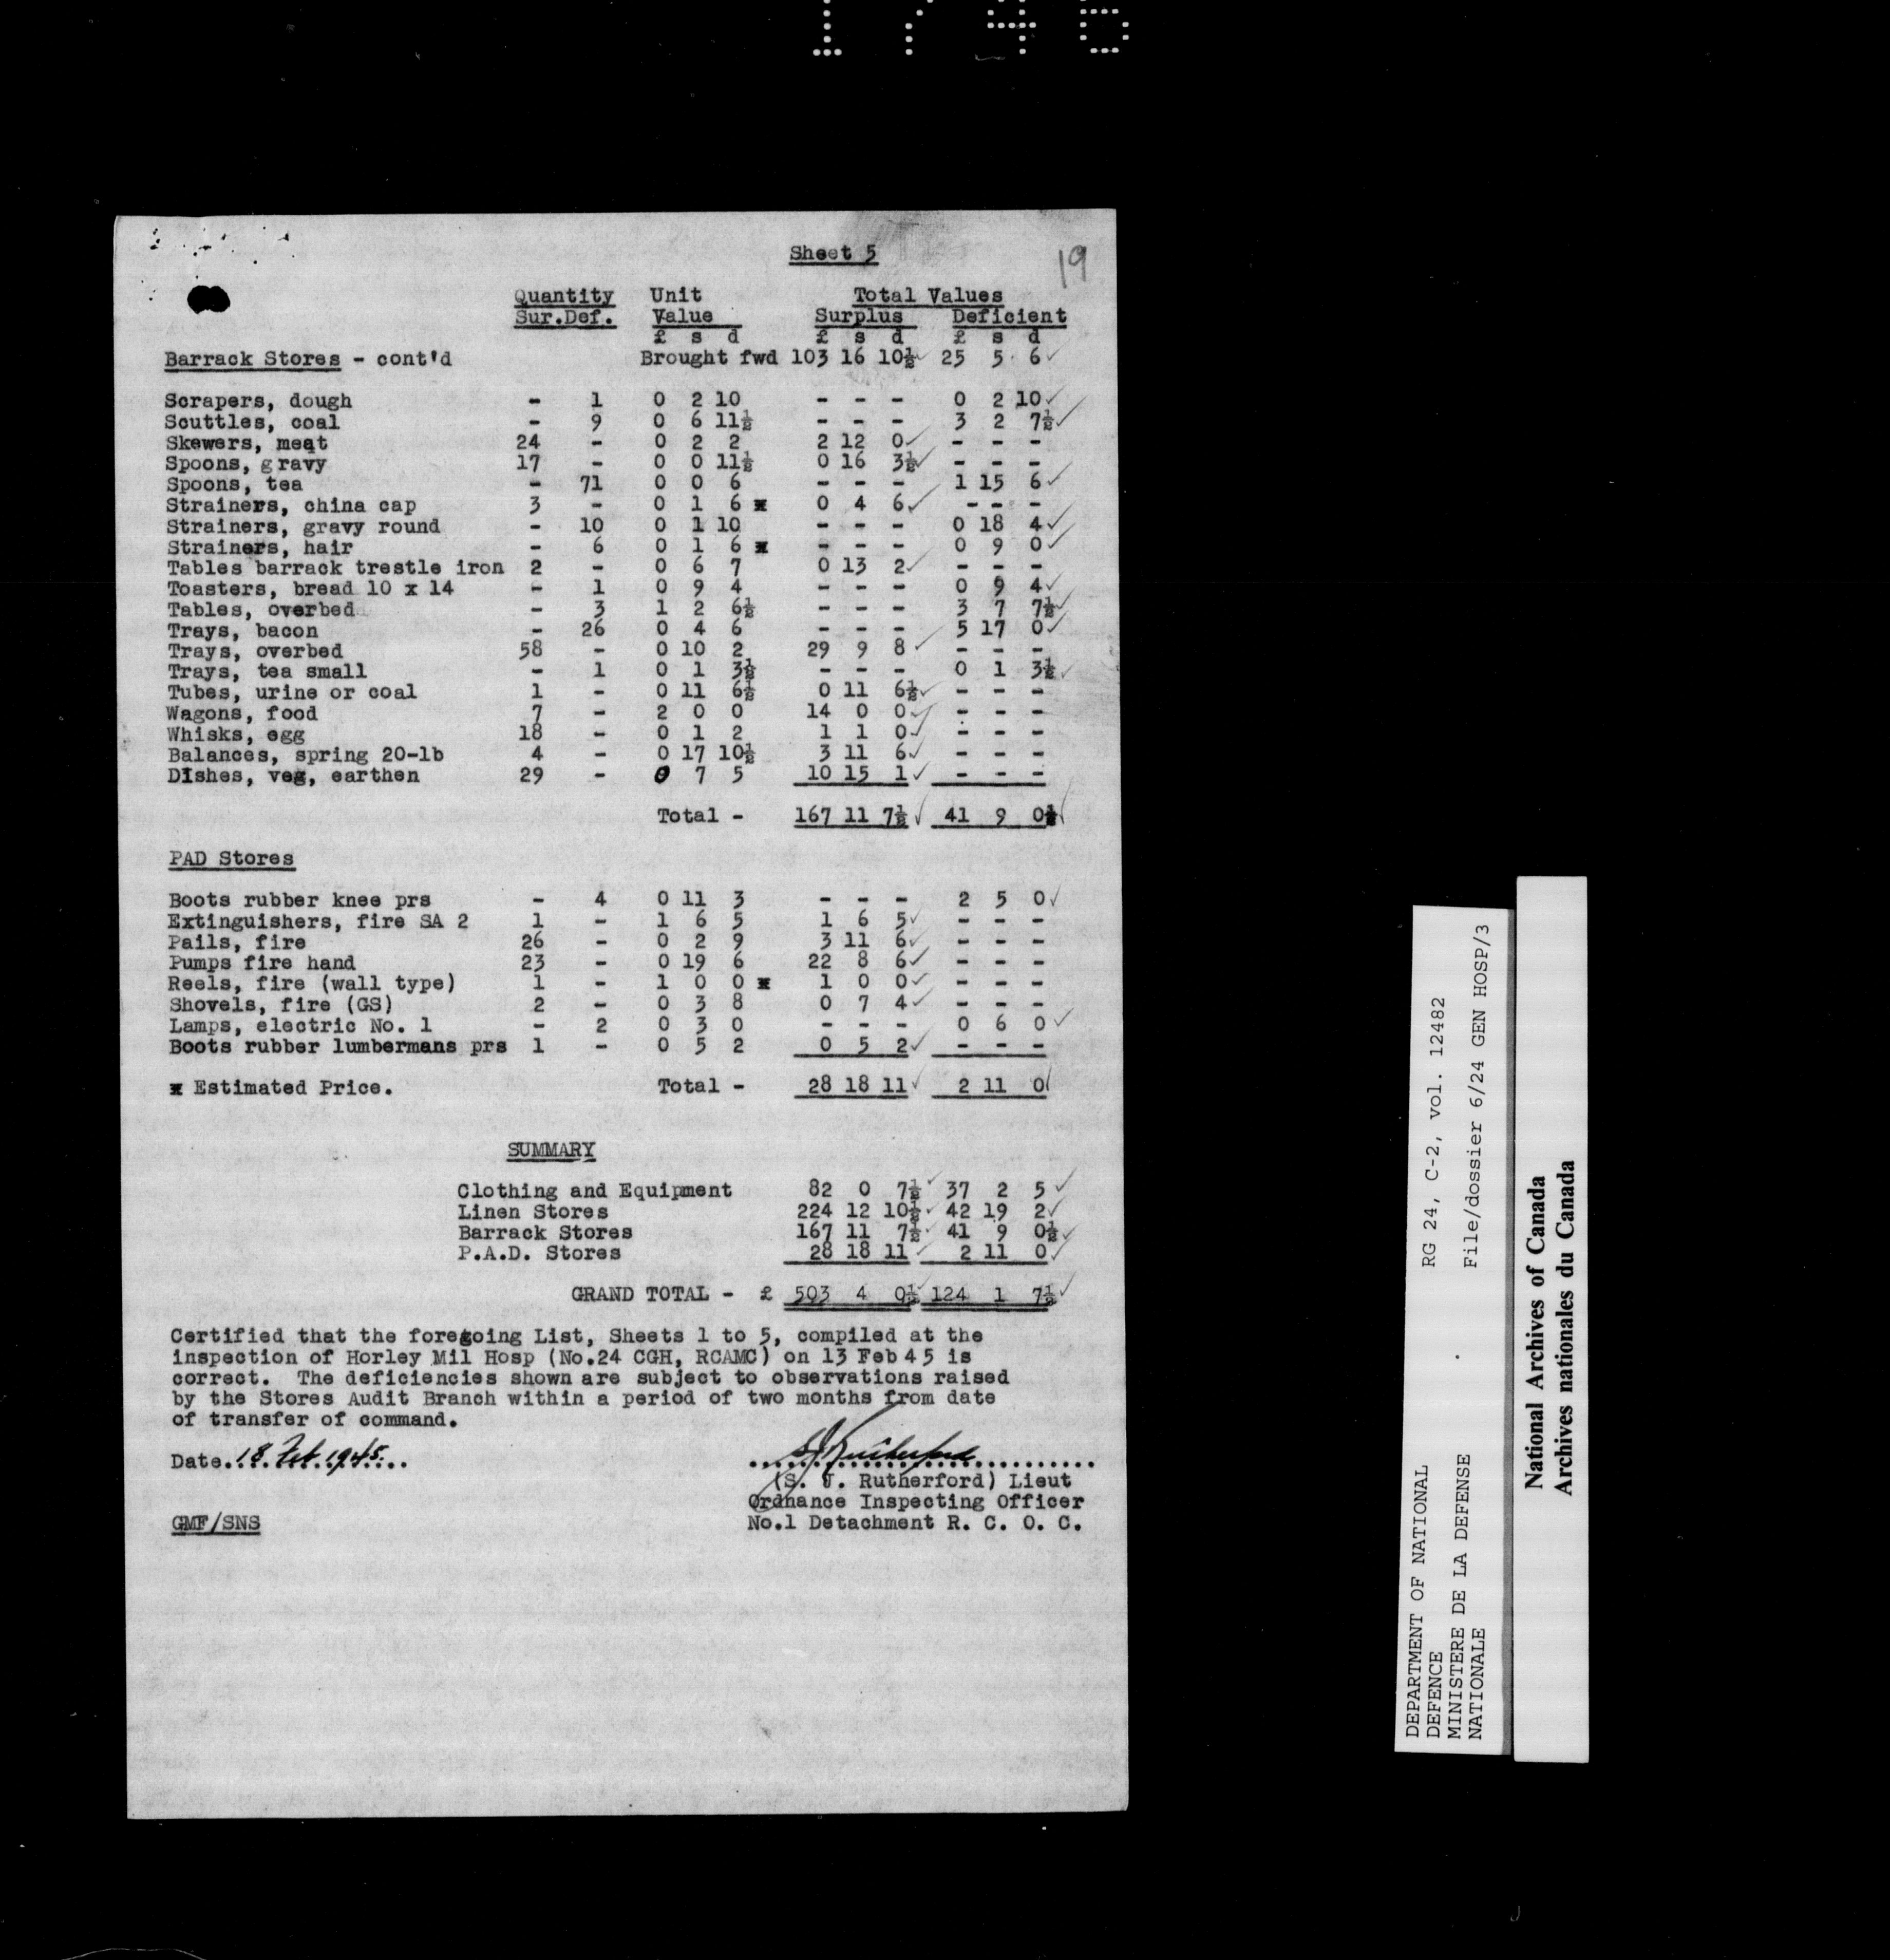 1746
Sheet 5
19
Quantity Unit Total Values
Sur. Def. Value Surplus Deficient
£ s d £ s d £ s d
Barrack Stores - cont'd Brought fwd 103 16 10½ 25 5 6
Scrapers, dough - 1 0 2 10 - - - 0 2 10
Scuttles, coal - 9 0 6 11½ - - - 3 2 7½
Skewers, meat 24 - 0 2 2 2 12 0 - - -
Spoons, gravy 17 - 0 0 11½ 0 16 3½ - - -
Spoons, tea - 71 0 0 6 - - - 1 15 6
Strainers, china cap 3 - 0 1 6 * 0 4 6 - - -
Strainers, gravy round - 10 0 1 10 - - - 0 18 4
Strainers, hair - 6 0 1 6 * - - - 0 9 0
Tables barrack trestle iron 2 - 0 6 7 0 13 2 - - -
Toasters, bread 10 x 14 - 1 0 9 4 - - - 0 9 4
Tables, overbed - 3 1 2 6½ - - - 3 7 7½
Trays, bacon - 26 0 4 6 - - - 5 17 0
Trays, overbed 58 - 0 10 2 29 9 8 - - -
Trays, tea small - 1 0 1 3½ - - - 0 1 3½
Tubes, urine or coal 1 - 0 11 6½ 0 11 6½ - - -
Wagons, food 7 - 2 0 0 14 0 0 - - -
Whisks, egg 18 - 0 1 2 1 1 0 - - -
Balances, spring 20-lb 4 - 0 17 10½ 3 11 6 - - -
Dishes, veg, earthen 29 - 0 7 5 10 15 1 - - -
Total - 167 11 7½ 41 9 0½
PAD Stores
Boots rubber knee prs - 4 0 11 3 - - - 2 5 0
Extinguishers, fire SA 2 1 - 1 6 5 1 6 5 - - -
Pails, fire 26 - 0 2 9 3 11 6 - - -
Pumps fire hand 23 - 0 19 6 22 8 6 - - -
Reels, fire (wall type) 1 - 1 0 0 * 1 0 0 - - -
Shovels, fire (GS) 2 - 0 3 8 0 7 4 - - -
Lamps, electric No. 1 - 2 0 3 0 - - - 0 6 0
Boots rubber lumbermans prs 1 - 0 5 2 0 5 2 - - -
* Estimated Price. Total - 28 18 11 2 11 0
SUMMARY
Clothing and Equipment 82 0 7½ 37 2 5
Linen Stores 224 12 10½ 42 19 2
Barrack Stores 167 11 7½ 41 9 0½
P.A.D. Stores 28 18 11 2 11 0
GRAND TOTAL - £ 503 4 0½ 124 1 7½
Certified that the foregoing List, Sheets 1 to 5, compiled at the
inspection of Horley Mil Hosp (No.24 CGH, RCAMC) on 13 Feb 45 is
correct. The deficiencies shown are subject to observations raised
by the Stores Audit Branch within a period of two months from date
of transfer of command.
Date. 18 Feb. 1945...
SJ Rutherford
(S. J. Rutherford) Lieut
Ordnance Inspecting Officer
GMF/SNS No.1 Detachment R. C. O. C.
DEPARTMENT OF NATIONAL RG 24, C-2, vol. 12482
DEFENCE
MINISTERE DE LA DEFENSE File/dossier 6/24 GEN HOSP/3
NATIONALE
National Archives of Canada
Archives nationales du Canada